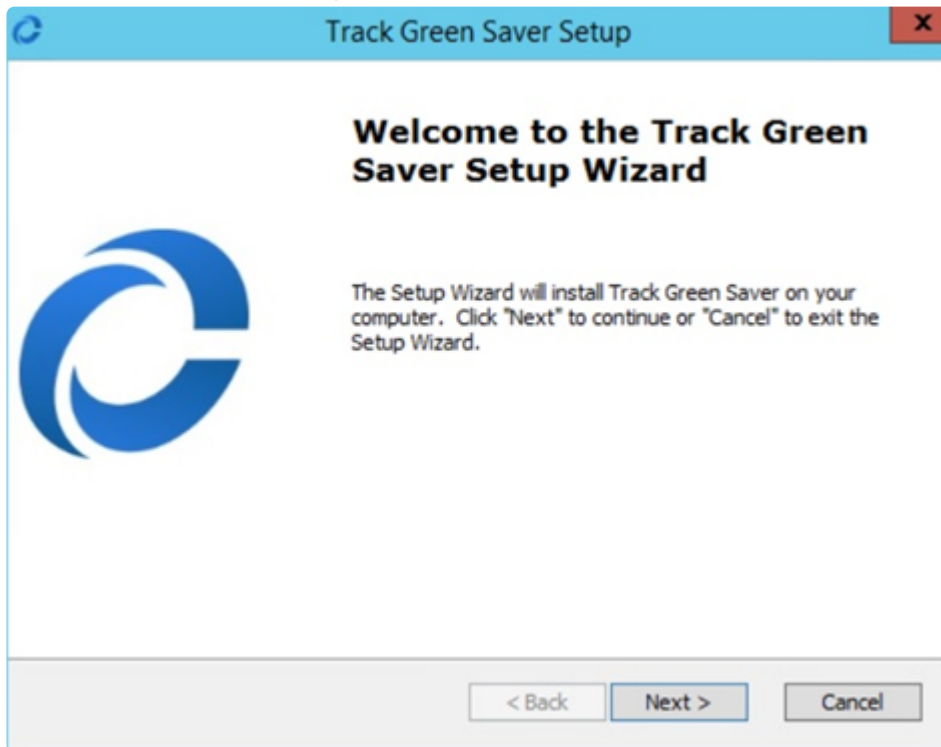 Track Green Saver Setup
X
Welcome to the Track Green
Saver Setup Wizard
The Setup Wizard will install Track Green Saver on your
computer. Click "Next" to continue or "Cancel" to exit the
Setup Wizard.
< Back
Next >
Cancel